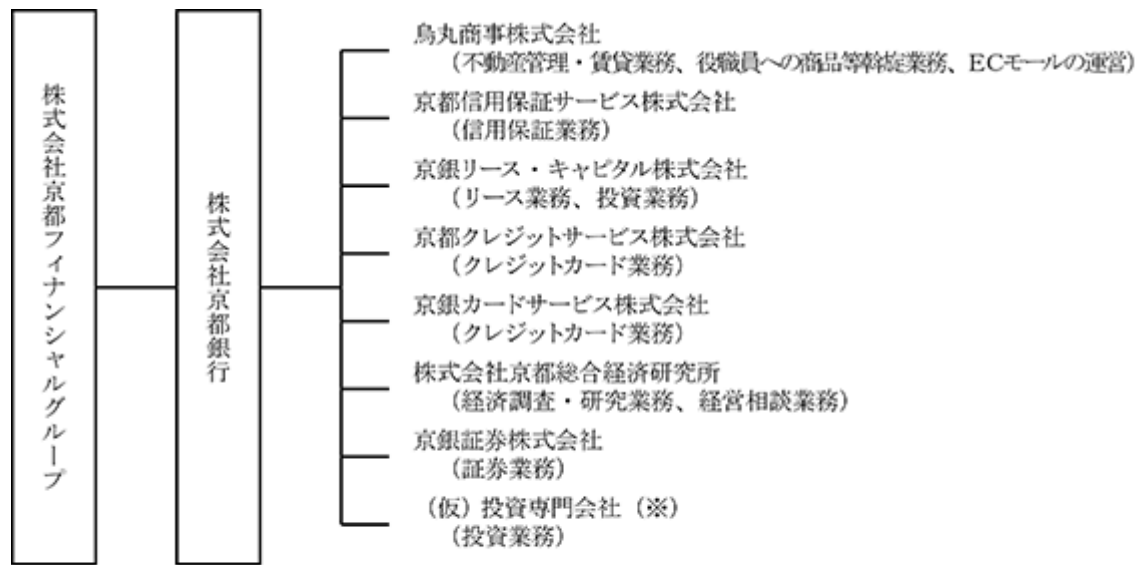 株式会社京都フィナンシャルグループ
株式会社京都銀行
烏丸商事株式会社
（不動産管理・賃貸業務、役職員への商品等斡旋業務、ECモールの運営）
京都信用保証サービス株式会社
（信用保証業務）
京銀リース・キャピタル株式会社
（リース業務、投資業務）
京都クレジットサービス株式会社
（クレジットカード業務）
京銀カードサービス株式会社
（クレジットカード業務）
株式会社京都総合経済研究所
（経済調査・研究業務、経営相談業務）
京銀証券株式会社
（証券業務）
（仮）投資専門会社（※）
（投資業務）